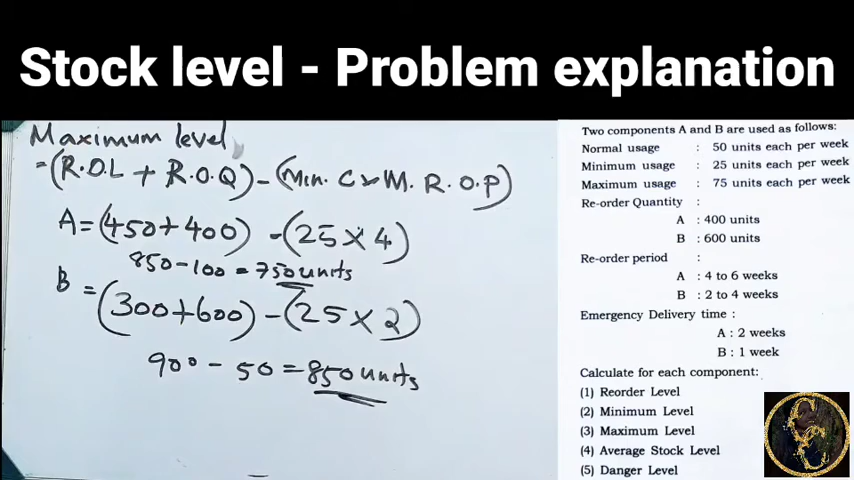 Stock level - Problem explanation
Maximum level
=(R.O.L + R.O.Q) - (Min. C x M. R. O.P)
A = (450+400) - (25 x 4)
850-100 = 750units
B = (300+600) - (25 x 2)
900 - 50 = 850units
Two components A and B are used as follows:
Normal usage : 50 units each per week
Minimum usage : 25 units each per week
Maximum usage : 75 units each per week
Re-order Quantity :
A : 400 units
B : 600 units
Re-order period :
A : 4 to 6 weeks
B : 2 to 4 weeks
Emergency Delivery time :
A : 2 weeks
B : 1 week
Calculate for each component:
(1) Reorder Level
(2) Minimum Level
(3) Maximum Level
(4) Average Stock Level
(5) Danger Level